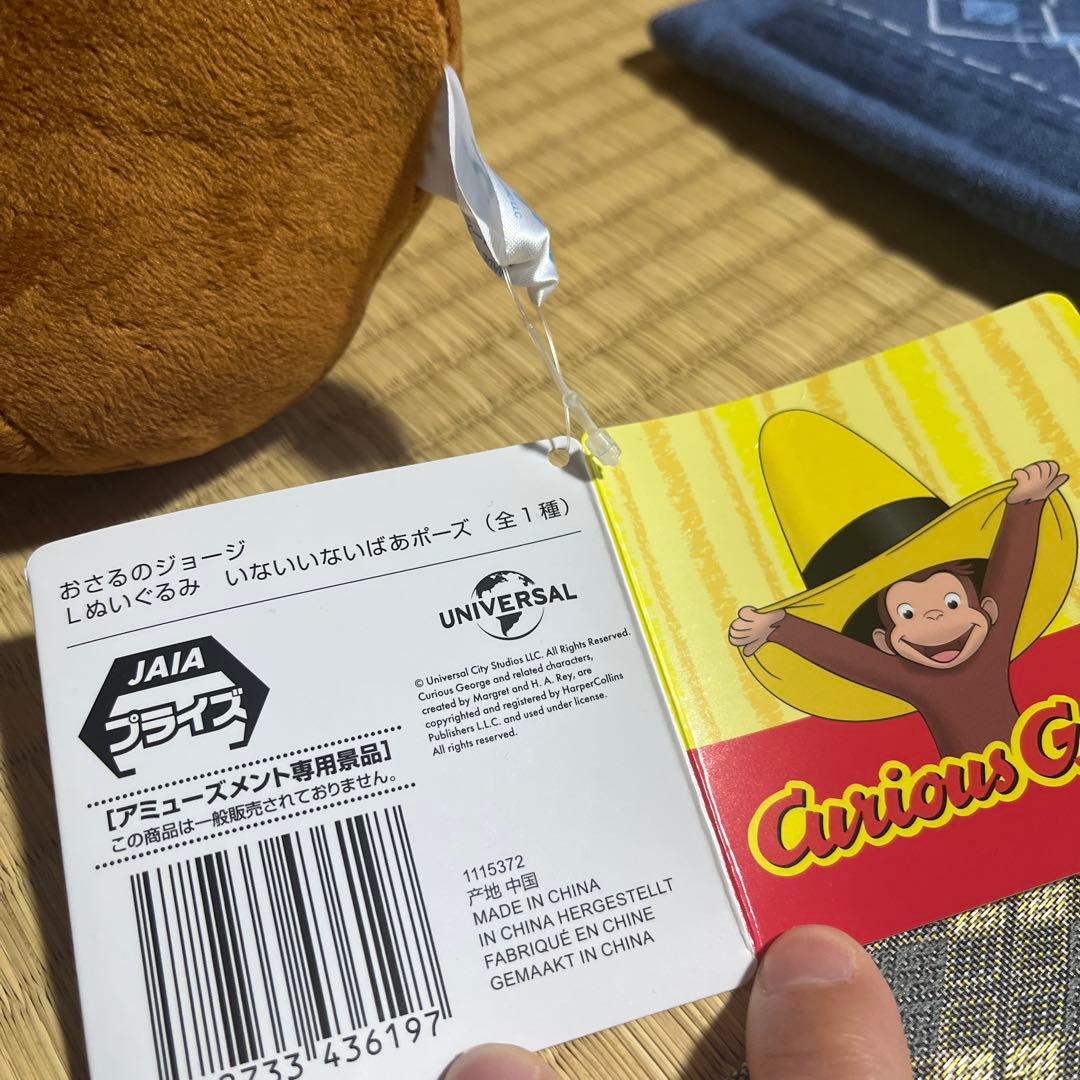 おさるのジョージ
Lぬいぐるみ いないいないばあポーズ（全1種）
JAIA
プライズ
[アミューズメント専用景品]
この商品は一般販売されておりません。
UNIVERSAL
© Universal City Studios LLC. All Rights Reserved.
Curious George and related characters,
created by Margret and H. A. Rey, are
copyrighted and registered by HarperCollins
Publishers L.L.C. and used under license.
All rights reserved.
1115372
产地 中国
MADE IN CHINA
IN CHINA HERGESTELLT
FABRIQUÉ EN CHINE
GEMAAKT IN CHINA
733 436197
Curious G